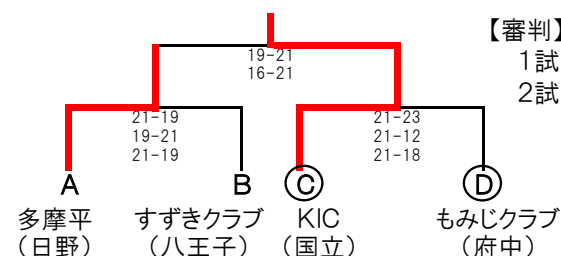 【審判】
1試
2試
19-21
16-21
21-19
19-21
21-19
21-23
21-12
21-18
A B C D
多摩平 すずきクラブ KIC もみじクラブ
(日野) (八王子) (国立) (府中)